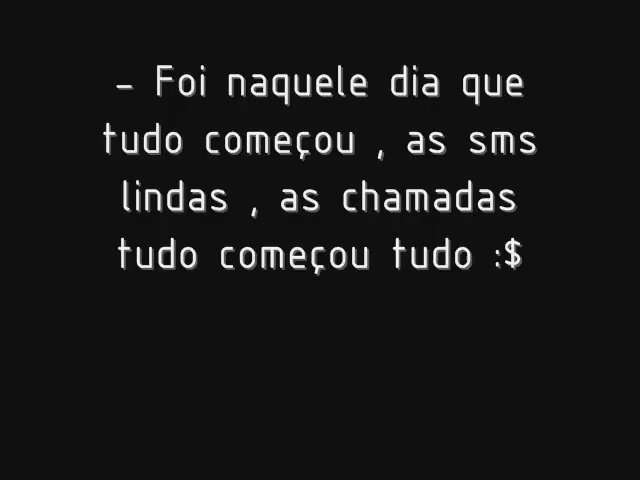 - Foi naquele dia que
tudo começou , as sms
lindas , as chamadas
tudo começou tudo :$